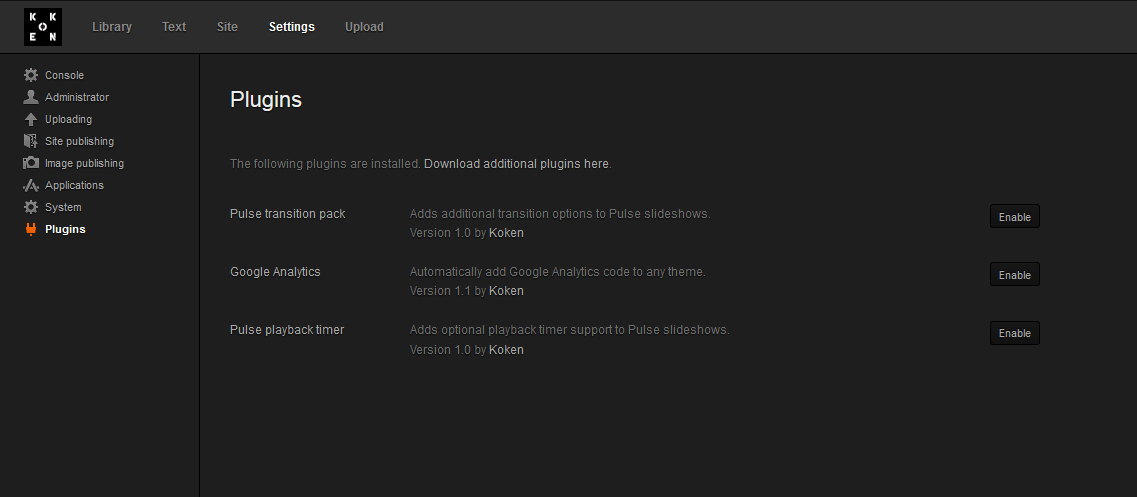 K K
O
E N
Library Text Site Settings Upload
Console
Administrator
Uploading
Site publishing
Image publishing
Applications
System
Plugins
Plugins
The following plugins are installed. Download additional plugins here.
Pulse transition pack Adds additional transition options to Pulse slideshows. Enable
Version 1.0 by Koken
Google Analytics Automatically add Google Analytics code to any theme. Enable
Version 1.1 by Koken
Pulse playback timer Adds optional playback timer support to Pulse slideshows. Enable
Version 1.0 by Koken